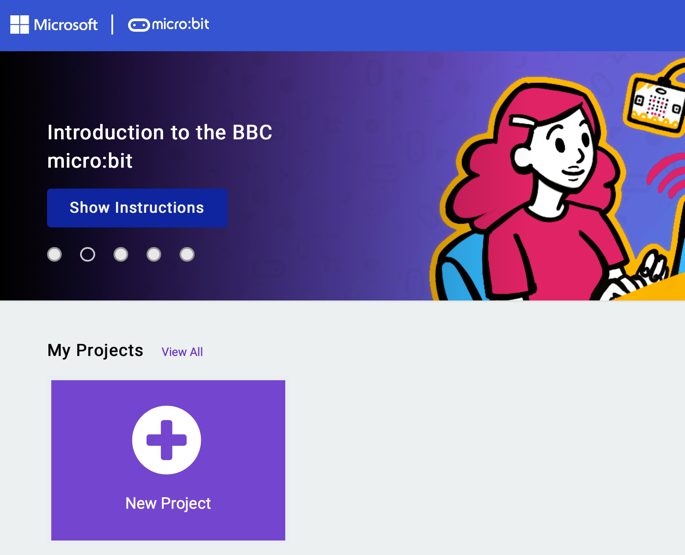 Microsoft micro:bit
Introduction to the BBC
micro:bit
Show Instructions
My Projects View All
New Project